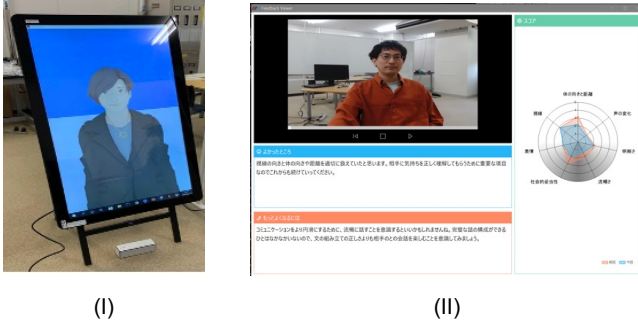 Feedback Viewer
スコア
体の向きと距離
声の変化
明瞭さ
流暢さ
社会的妥当性
表情
視線
よかったところ
視線の向きと体の向きや距離を適切に扱えていたと思います。相手に気持ちを正しく理解してもらうために重要な項目
なのでこれからも続けていってください。
もっとよくなるには
コミュニケーションをより円滑にするために、流暢に話すことを意識するといいかもしれませんね。完璧な話の構成ができる
ひとはなかなかいないので、文の組み立ての正しさよりも相手のとの会話を楽しむことを意識してみましょう。
前回 今回
(I)
(II)